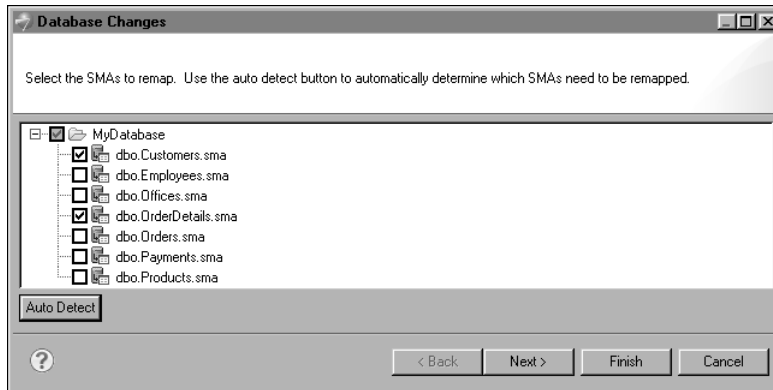 Database Changes
Select the SMAs to remap. Use the auto detect button to automatically determine which SMAs need to be remapped.
MyDatabase
dbo.Customers.sma
dbo.Employees.sma
dbo.Offices.sma
dbo.OrderDetails.sma
dbo.Orders.sma
dbo.Payments.sma
dbo.Products.sma
Auto Detect
?
< Back
Next >
Finish
Cancel